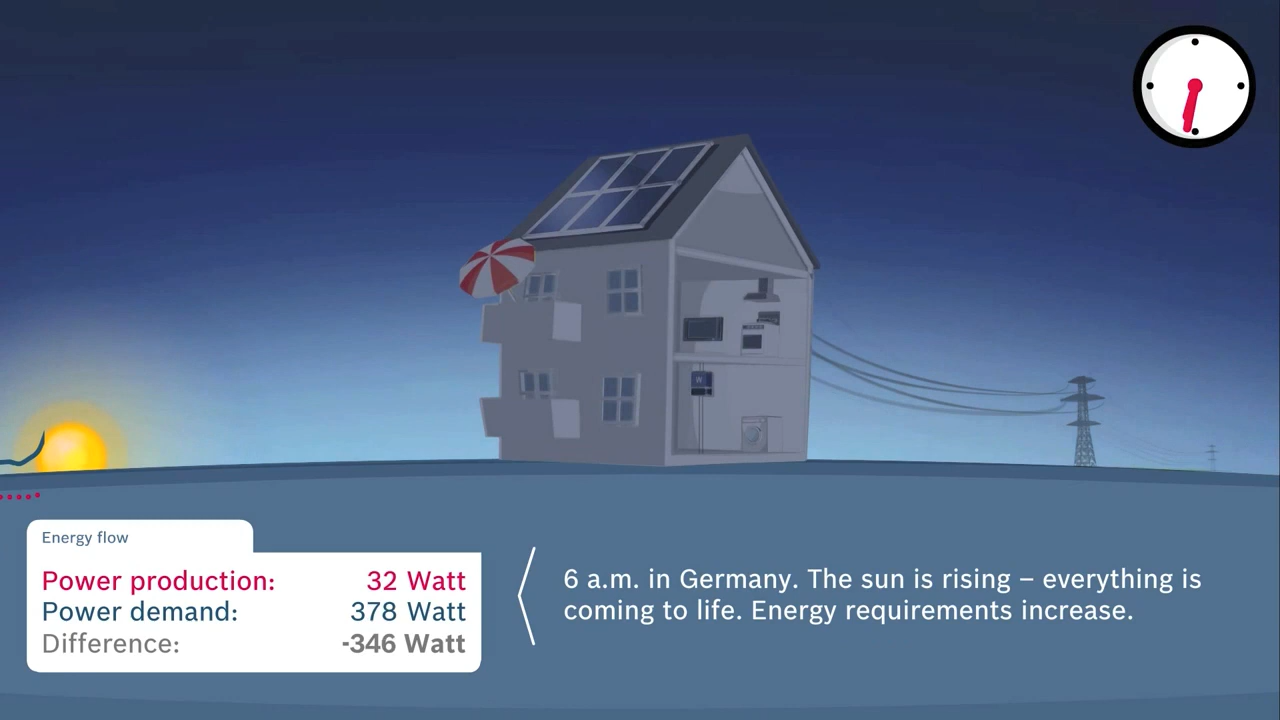 W
Energy flow
Power production: 32 Watt
Power demand: 378 Watt
Difference: -346 Watt
6 a.m. in Germany. The sun is rising – everything is
coming to life. Energy requirements increase.